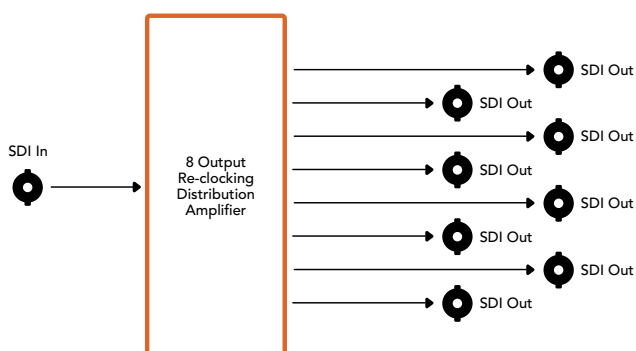 SDI In
8 Output
Re-clocking
Distribution
Amplifier
SDI Out
SDI Out
SDI Out
SDI Out
SDI Out
SDI Out
SDI Out
SDI Out